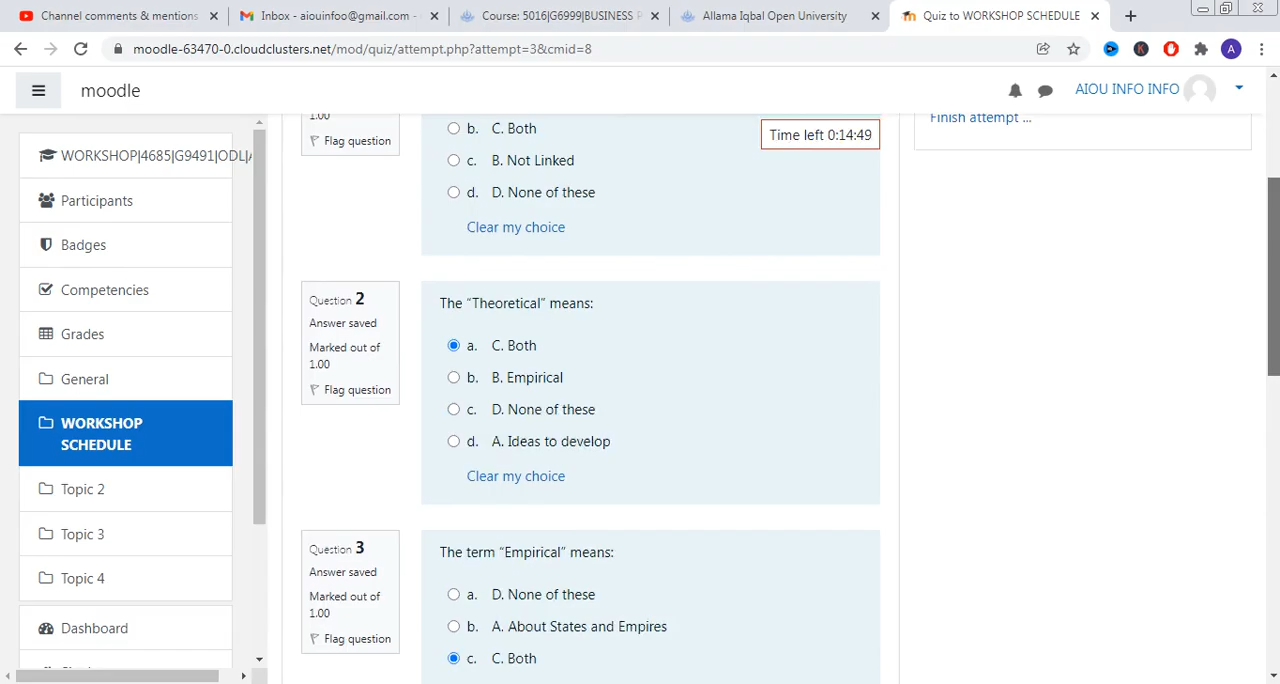 Channel comments & mentions
Inbox - aiouinfoo@gmail.com -
Course: 5016|G6999|BUSINESS P
Allama Iqbal Open University
Quiz to WORKSHOP SCHEDULE
moodle-63470-0.cloudclusters.net/mod/quiz/attempt.php?attempt=3&cmid=8
K
A
moodle
AIOU INFO INFO
WORKSHOP|4685|G9491|ODL|A
Participants
Badges
Competencies
Grades
General
WORKSHOP
SCHEDULE
Topic 2
Topic 3
Topic 4
Dashboard
1.00
Flag question
b. C. Both
c. B. Not Linked
d. D. None of these
Clear my choice
Time left 0:14:49
Finish attempt ...
Question 2
Answer saved
Marked out of
1.00
Flag question
The “Theoretical” means:
a. C. Both
b. B. Empirical
c. D. None of these
d. A. Ideas to develop
Clear my choice
Question 3
Answer saved
Marked out of
1.00
Flag question
The term “Empirical” means:
a. D. None of these
b. A. About States and Empires
c. C. Both